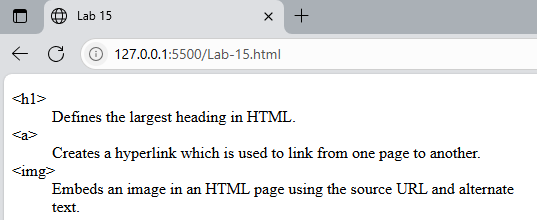 Lab 15
127.0.0.1:5500/Lab-15.html
<h1>
Defines the largest heading in HTML.
<a>
Creates a hyperlink which is used to link from one page to another.
<img>
Embeds an image in an HTML page using the source URL and alternate
text.